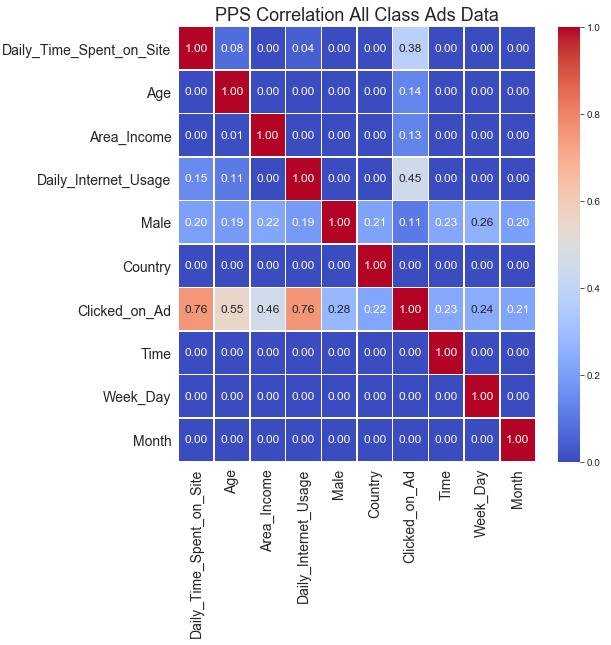 PPS Correlation All Class Ads Data
Daily_Time_Spent_on_Site 1.00 0.08 0.00 0.04 0.00 0.00 0.38 0.00 0.00 0.00
Age 0.00 1.00 0.00 0.00 0.00 0.00 0.14 0.00 0.00 0.00
Area_Income 0.00 0.01 1.00 0.00 0.00 0.00 0.13 0.00 0.00 0.00
Daily_Internet_Usage 0.15 0.11 0.00 1.00 0.00 0.00 0.45 0.00 0.00 0.00
Male 0.20 0.19 0.22 0.19 1.00 0.21 0.11 0.23 0.26 0.20
Country 0.00 0.00 0.00 0.00 0.00 1.00 0.00 0.00 0.00 0.00
Clicked_on_Ad 0.76 0.55 0.46 0.76 0.28 0.22 1.00 0.23 0.24 0.21
Time 0.00 0.00 0.00 0.00 0.00 0.00 0.00 1.00 0.00 0.00
Week_Day 0.00 0.00 0.00 0.00 0.00 0.00 0.00 0.00 1.00 0.00
Month 0.00 0.00 0.00 0.00 0.00 0.00 0.00 0.00 0.00 1.00
Daily_Time_Spent_on_Site
Age
Area_Income
Daily_Internet_Usage
Male
Country
Clicked_on_Ad
Time
Week_Day
Month
1.0
0.8
0.6
0.4
0.2
0.0